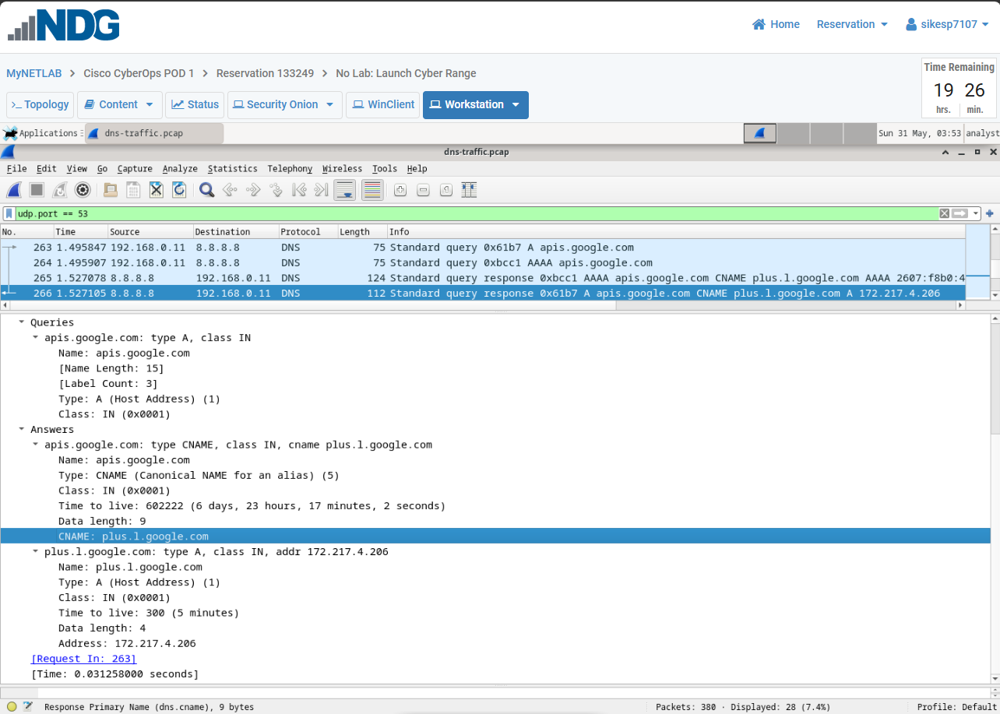 NDG
Home Reservation sikesp7107
MyNETLAB > Cisco CyberOps POD 1 > Reservation 133249 > No Lab: Launch Cyber Range
Time Remaining
19 26
hrs. min.
>_ Topology Content Status Security Onion WinClient Workstation
Applications dns-traffic.pcap Sun 31 May, 03:53 analyst
dns-traffic.pcap
File Edit View Go Capture Analyze Statistics Telephony Wireless Tools Help
udp.port == 53
No. Time Source Destination Protocol Length Info
263 1.495847 192.168.0.11 8.8.8.8 DNS 75 Standard query 0x61b7 A apis.google.com
264 1.495907 192.168.0.11 8.8.8.8 DNS 75 Standard query 0xbcc1 AAAA apis.google.com
265 1.527078 8.8.8.8 192.168.0.11 DNS 124 Standard query response 0xbcc1 AAAA apis.google.com CNAME plus.l.google.com AAAA 2607:f8b0:4
266 1.527105 8.8.8.8 192.168.0.11 DNS 112 Standard query response 0x61b7 A apis.google.com CNAME plus.l.google.com A 172.217.4.206
Queries
apis.google.com: type A, class IN
Name: apis.google.com
[Name Length: 15]
[Label Count: 3]
Type: A (Host Address) (1)
Class: IN (0x0001)
Answers
apis.google.com: type CNAME, class IN, cname plus.l.google.com
Name: apis.google.com
Type: CNAME (Canonical NAME for an alias) (5)
Class: IN (0x0001)
Time to live: 602222 (6 days, 23 hours, 17 minutes, 2 seconds)
Data length: 9
CNAME: plus.l.google.com
plus.l.google.com: type A, class IN, addr 172.217.4.206
Name: plus.l.google.com
Type: A (Host Address) (1)
Class: IN (0x0001)
Time to live: 300 (5 minutes)
Data length: 4
Address: 172.217.4.206
[Request In: 263]
[Time: 0.031258000 seconds]
Response Primary Name (dns.cname), 9 bytes Packets: 380 · Displayed: 28 (7.4%) Profile: Default